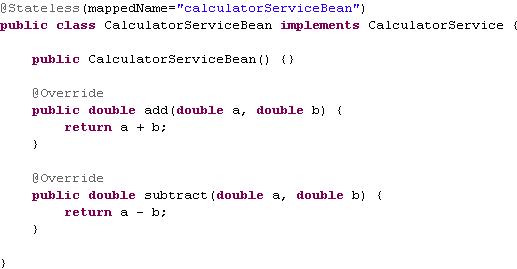 @Stateless(mappedName="calculatorServiceBean")
public class CalculatorServiceBean implements CalculatorService {
public CalculatorServiceBean() {}
@Override
public double add(double a, double b) {
return a + b;
}
@Override
public double subtract(double a, double b) {
return a - b;
}
}